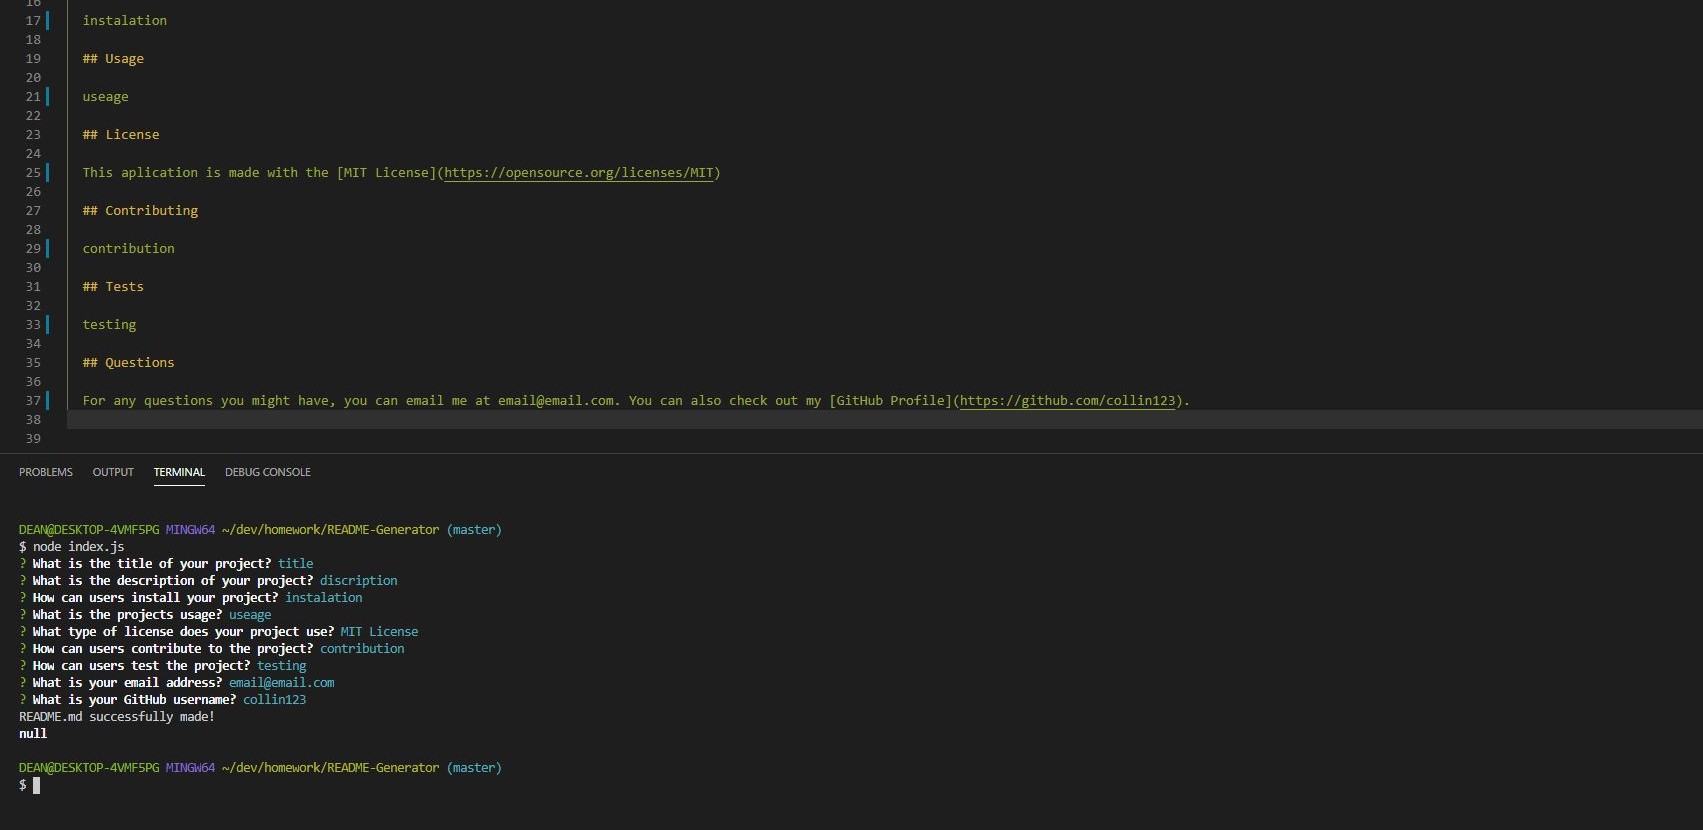 16
17 instalation
18
19 ## Usage
20
21 useage
22
23 ## License
24
25 This aplication is made with the [MIT License](https://opensource.org/licenses/MIT)
26
27 ## Contributing
28
29 contribution
30
31 ## Tests
32
33 testing
34
35 ## Questions
36
37 For any questions you might have, you can email me at email@email.com. You can also check out my [GitHub Profile](https://github.com/collin123).
38
39
PROBLEMS OUTPUT TERMINAL DEBUG CONSOLE
DEAN@DESKTOP-4VMF5PG MINGW64 ~/dev/homework/README-Generator (master)
$ node index.js
? What is the title of your project? title
? What is the description of your project? discription
? How can users install your project? instalation
? What is the projects usage? useage
? What type of license does your project use? MIT License
? How can users contribute to the project? contribution
? How can users test the project? testing
? What is your email address? email@email.com
? What is your GitHub username? collin123
README.md successfully made!
null
DEAN@DESKTOP-4VMF5PG MINGW64 ~/dev/homework/README-Generator (master)
$